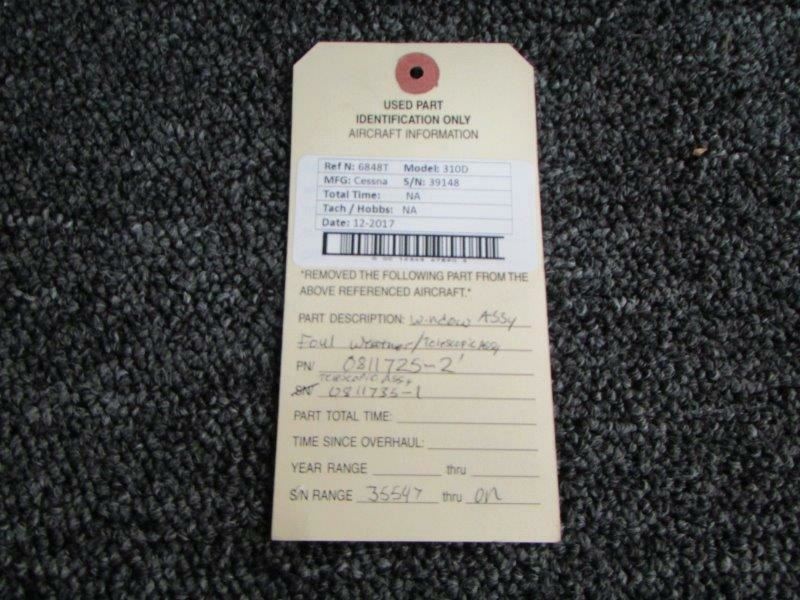 USED PART
IDENTIFICATION ONLY
AIRCRAFT INFORMATION
Ref N: 6848T Model: 310D
MFG: Cessna S/N: 39148
Total Time: NA
Tach / Hobbs: NA
Date: 12-2017
"REMOVED THE FOLLOWING PART FROM THE
ABOVE REFERENCED AIRCRAFT."
PART DESCRIPTION: Window ASSy
Foul Weather/Telescopic Assy
PN/ 0811725-2
Telescopic Assy
SN/ 0811735-1
PART TOTAL TIME:
TIME SINCE OVERHAUL:
YEAR RANGE thru
S/N RANGE 35547 thru on